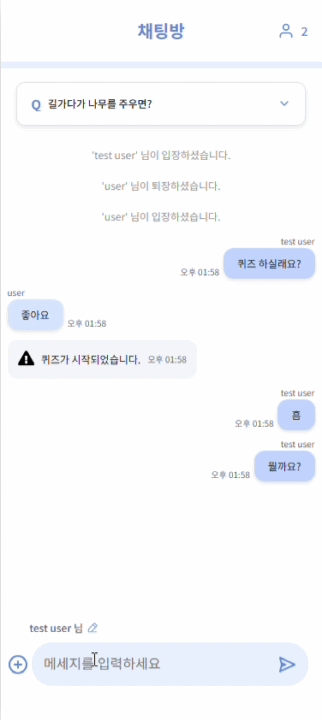 채팅방
2
Q 길가다가 나무를 주우면?
'test user' 님이 입장하셨습니다.
'user' 님이 퇴장하셨습니다.
'user' 님이 입장하셨습니다.
test user
오후 01:58 퀴즈 하실래요?
user
좋아요 오후 01:58
퀴즈가 시작되었습니다. 오후 01:58
test user
오후 01:58 흠
test user
오후 01:58 뭘까요?
test user 님
메세지를 입력하세요